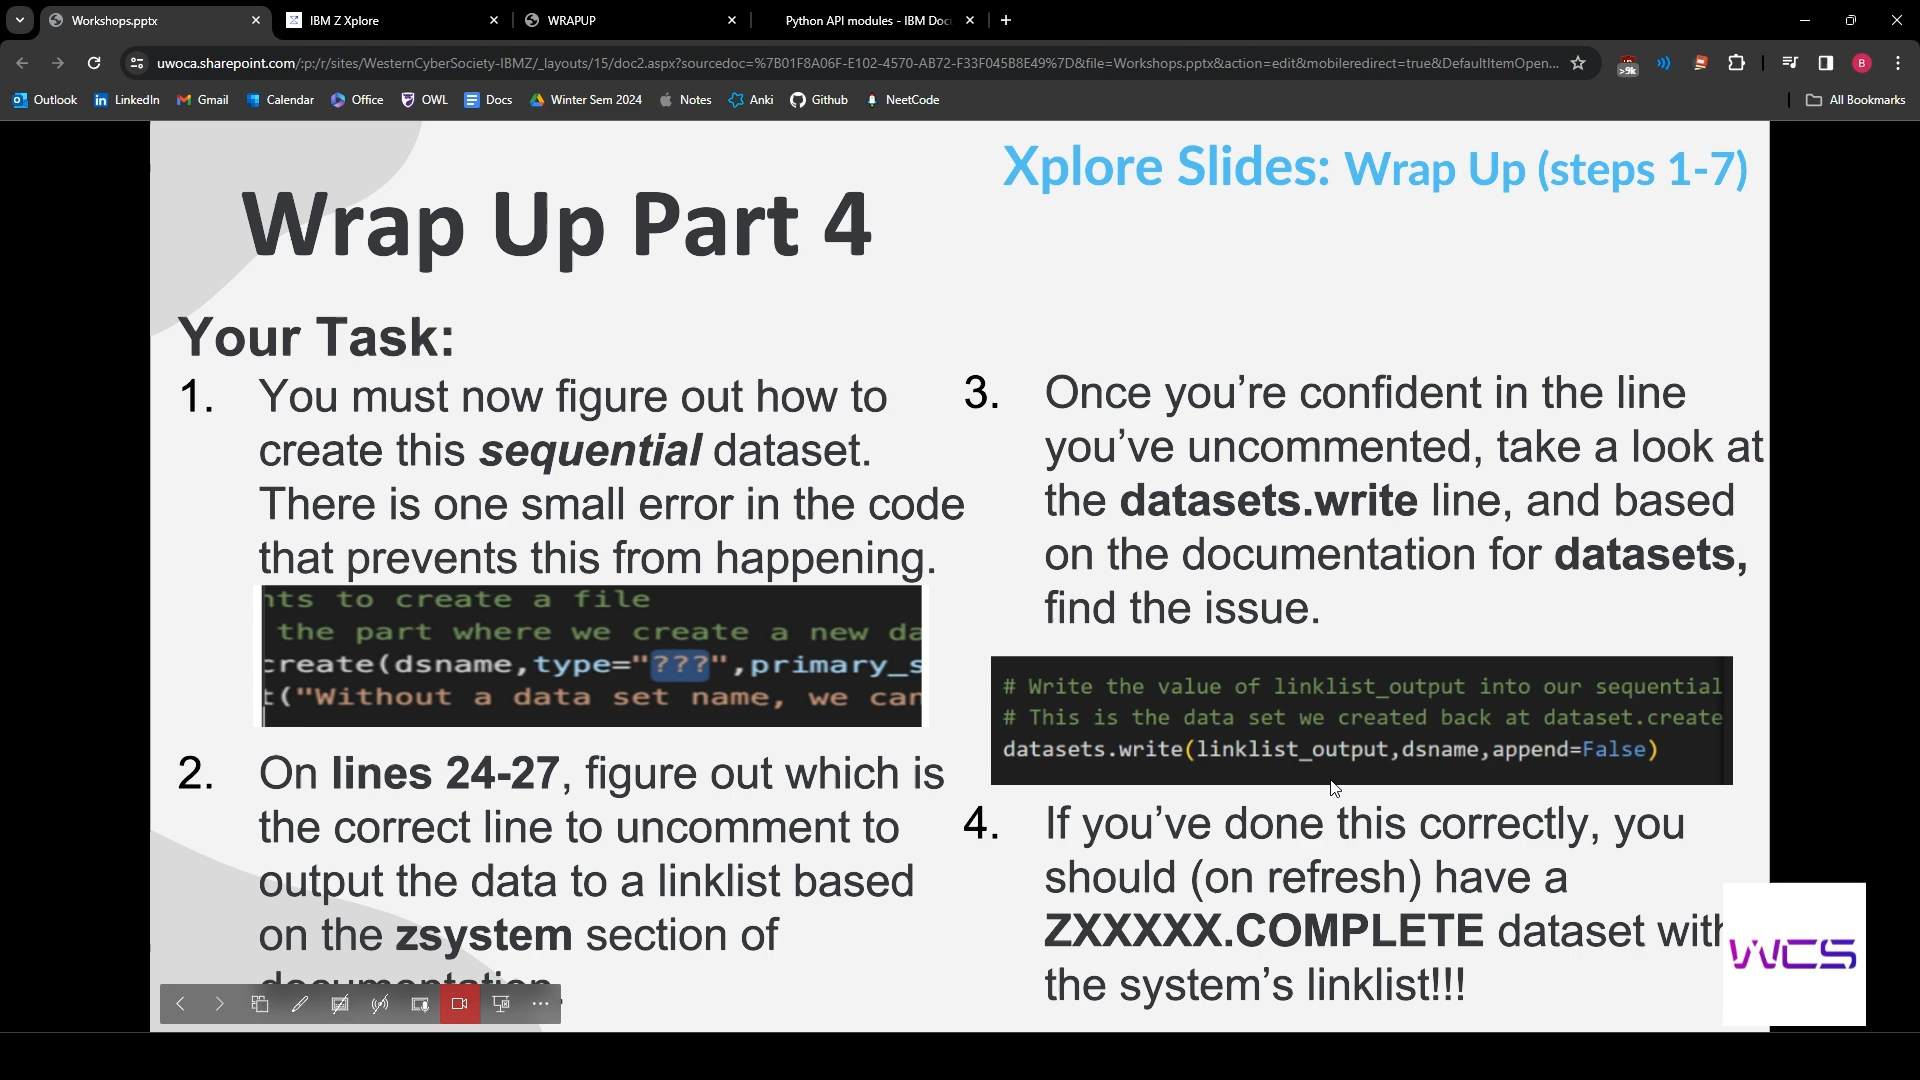 Workshops.pptx
IBM Z Xplore
WRAPUP
Python API modules - IBM Doc
uwoca.sharepoint.com/:p:/r/sites/WesternCyberSociety-IBMZ/_layouts/15/doc2.aspx?sourcedoc=%7B01F8A06F-E102-4570-AB72-F33F045B8E49%7D&file=Workshops.pptx&action=edit&mobileredirect=true&DefaultItemOpen...
>9k
B
Outlook
LinkedIn
Gmail
Calendar
Office
OWL
Docs
Winter Sem 2024
Notes
Anki
Github
NeetCode
All Bookmarks
Xplore Slides: Wrap Up (steps 1-7)
Wrap Up Part 4
Your Task:
1. You must now figure out how to
create this sequential dataset.
There is one small error in the code
that prevents this from happening.
nts to create a file
the part where we create a new da
create(dsname,type="???",primary_s
t("Without a data set name, we can
2. On lines 24-27, figure out which is
the correct line to uncomment to
output the data to a linklist based
on the zsystem section of
documentation.
3. Once you're confident in the line
you've uncommented, take a look at
the datasets.write line, and based
on the documentation for datasets,
find the issue.
# Write the value of linklist_output into our sequential
# This is the data set we created back at dataset.create
datasets.write(linklist_output,dsname,append=False)
4. If you've done this correctly, you
should (on refresh) have a
ZXXXXX.COMPLETE dataset with
the system's linklist!!!
WCS